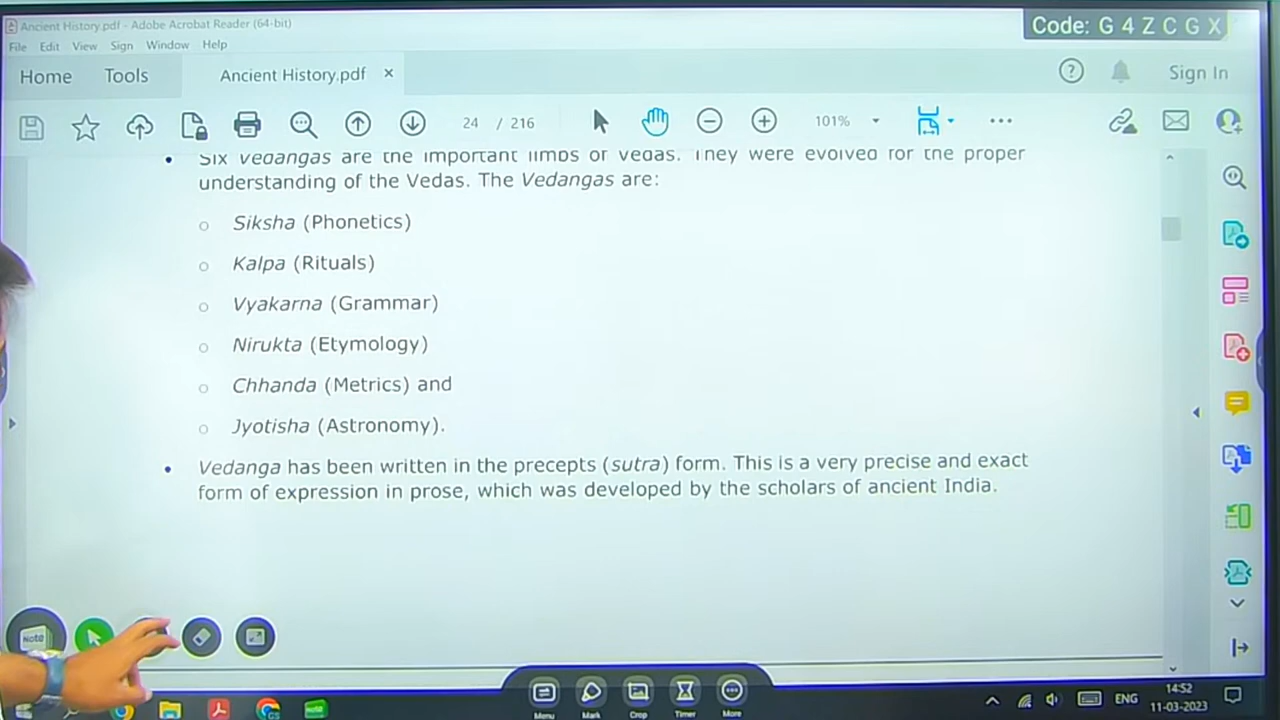 Ancient History.pdf - Adobe Acrobat Reader (64-bit)
Code: G 4 Z C G X
File Edit View Sign Window Help
Home Tools Ancient History.pdf × Sign In
24 / 216 101%
• Six Vedangas are the important limbs of Vedas. They were evolved for the proper
understanding of the Vedas. The Vedangas are:
o Siksha (Phonetics)
o Kalpa (Rituals)
o Vyakarna (Grammar)
o Nirukta (Etymology)
o Chhanda (Metrics) and
o Jyotisha (Astronomy).
• Vedanga has been written in the precepts (sutra) form. This is a very precise and exact
form of expression in prose, which was developed by the scholars of ancient India.
Note
Menu Mark Crop Timer More
ENG
14:52
11-03-2023